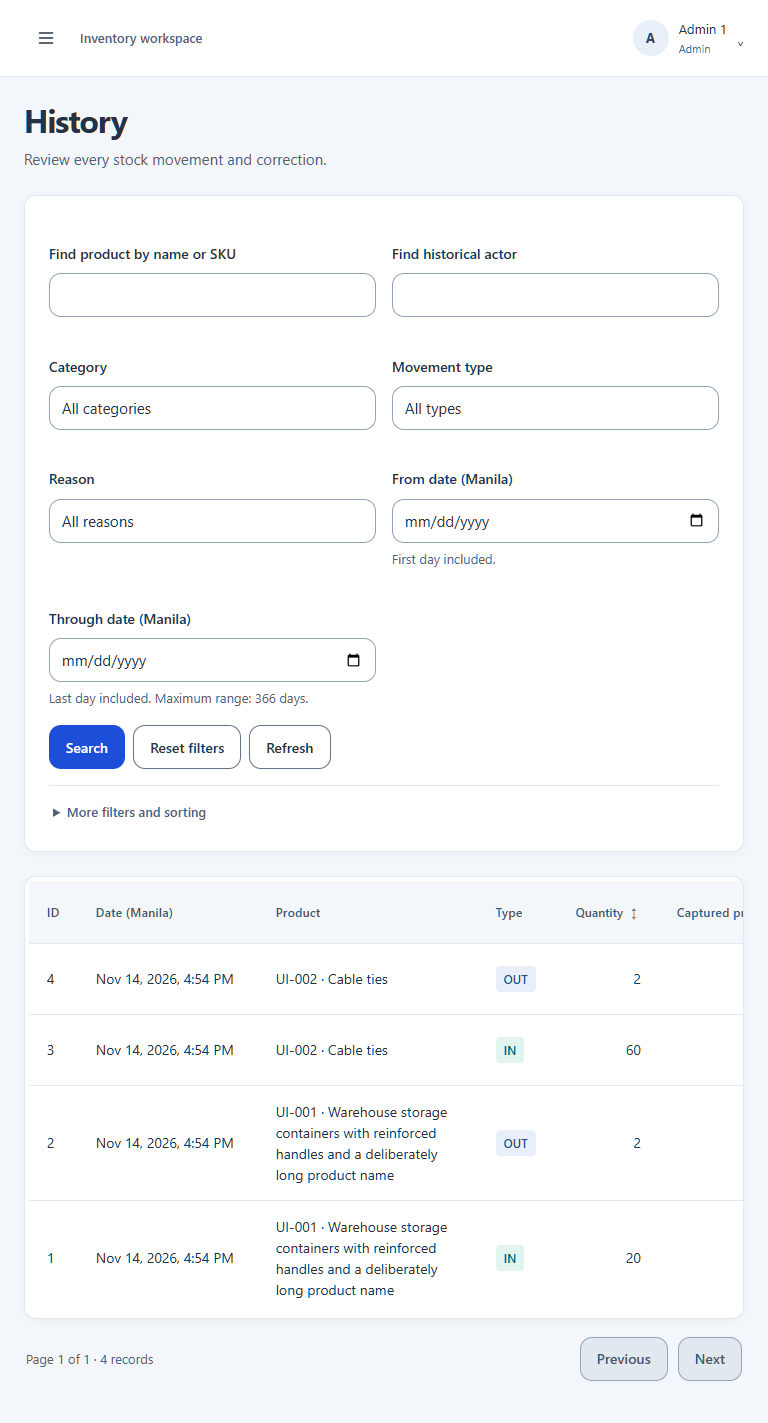 Inventory workspace
A
Admin 1
Admin
History
Review every stock movement and correction.
Find product by name or SKU
Find historical actor
Category
Movement type
All categories
All types
Reason
From date (Manila)
All reasons
mm/dd/yyyy
First day included.
Through date (Manila)
mm/dd/yyyy
Last day included. Maximum range: 366 days.
Search
Reset filters
Refresh
More filters and sorting
ID Date (Manila) Product Type Quantity ↕ Captured pr
4 Nov 14, 2026, 4:54 PM UI-002 · Cable ties OUT 2
3 Nov 14, 2026, 4:54 PM UI-002 · Cable ties IN 60
2 Nov 14, 2026, 4:54 PM UI-001 · Warehouse storage
containers with reinforced
handles and a deliberately
long product name OUT 2
1 Nov 14, 2026, 4:54 PM UI-001 · Warehouse storage
containers with reinforced
handles and a deliberately
long product name IN 20
Page 1 of 1 · 4 records
Previous
Next